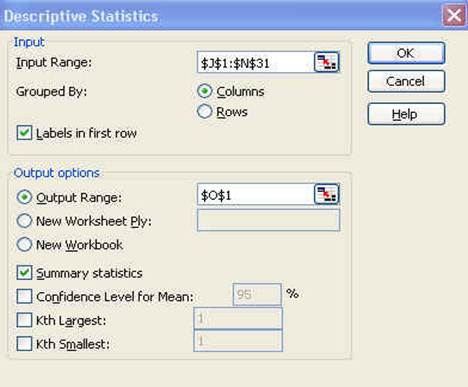 Descriptive Statistics
Input
Input Range: $J$1:$N$31
Grouped By: Columns
Rows
Labels in first row
OK
Cancel
Help
Output options
Output Range: $O$1
New Worksheet Ply:
New Workbook
Summary statistics
Confidence Level for Mean: 95 %
Kth Largest: 1
Kth Smallest: 1